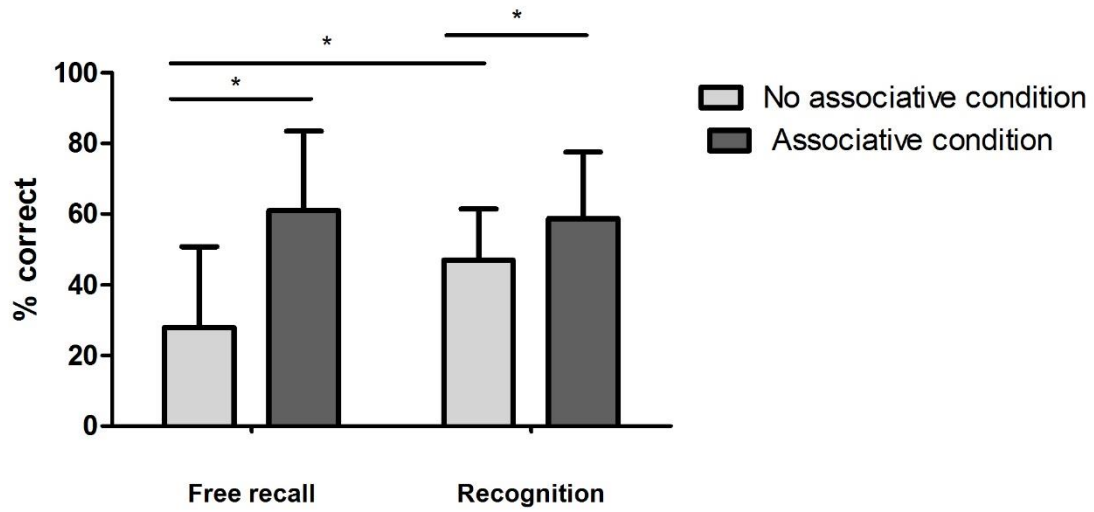 *
*
*
100
80
60
40
20
0
% correct
Free recall
Recognition
No associative condition
Associative condition